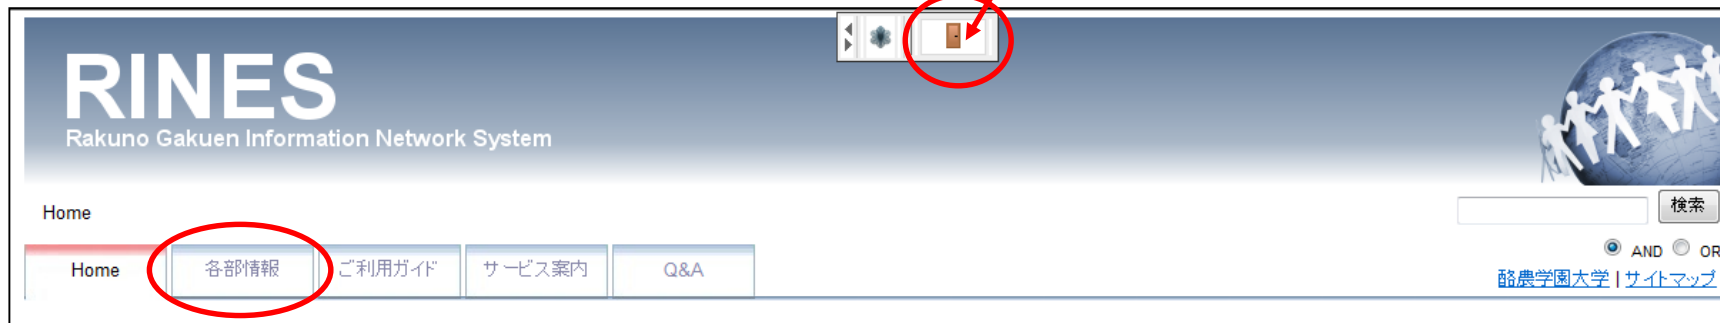 RINES
Rakuno Gakuen Information Network System
Home
検索
Home 各部情報 ご利用ガイド サービス案内 Q&A
AND OR
酪農学園大学 | サイトマップ